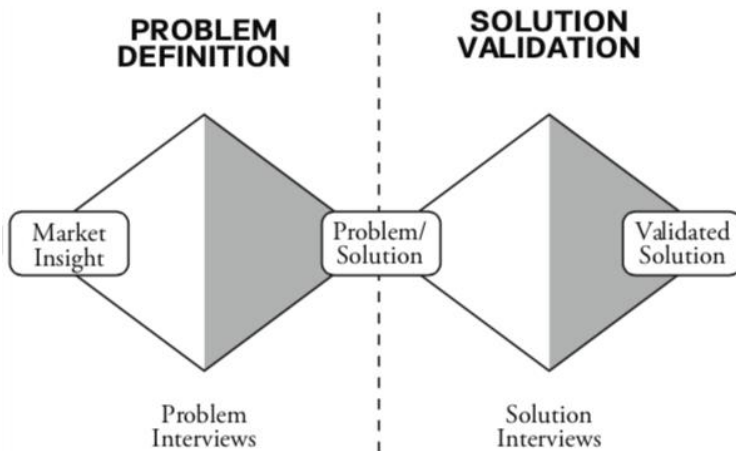 PROBLEM
DEFINITION
SOLUTION
VALIDATION
Market
Insight
Problem/
Solution
Validated
Solution
Problem
Interviews
Solution
Interviews